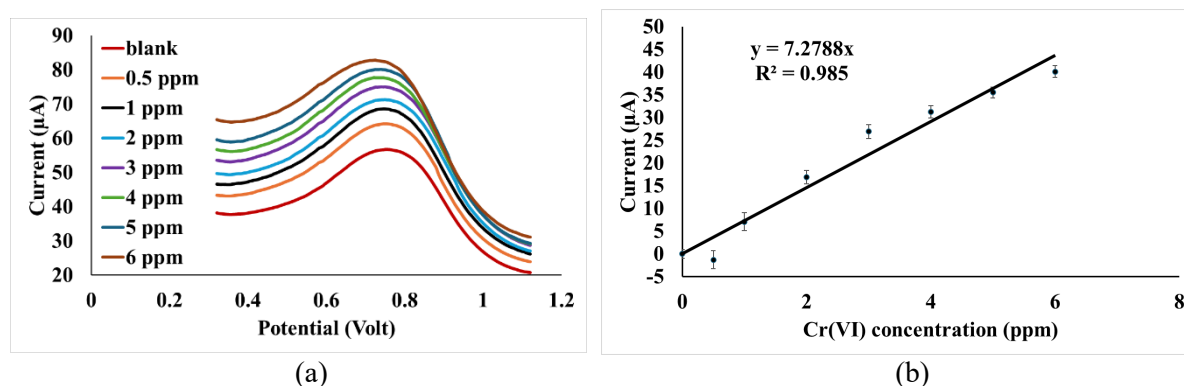 90
80
70
60
50
40
30
20
Current (µA)
blank
0.5 ppm
1 ppm
2 ppm
3 ppm
4 ppm
5 ppm
6 ppm
0 0.2 0.4 0.6 0.8 1 1.2
Potential (Volt)
(a)
50
45
40
35
30
25
20
15
10
5
0
-5
Current (µA)
y = 7.2788x
R² = 0.985
0 2 4 6 8
Cr(VI) concentration (ppm)
(b)